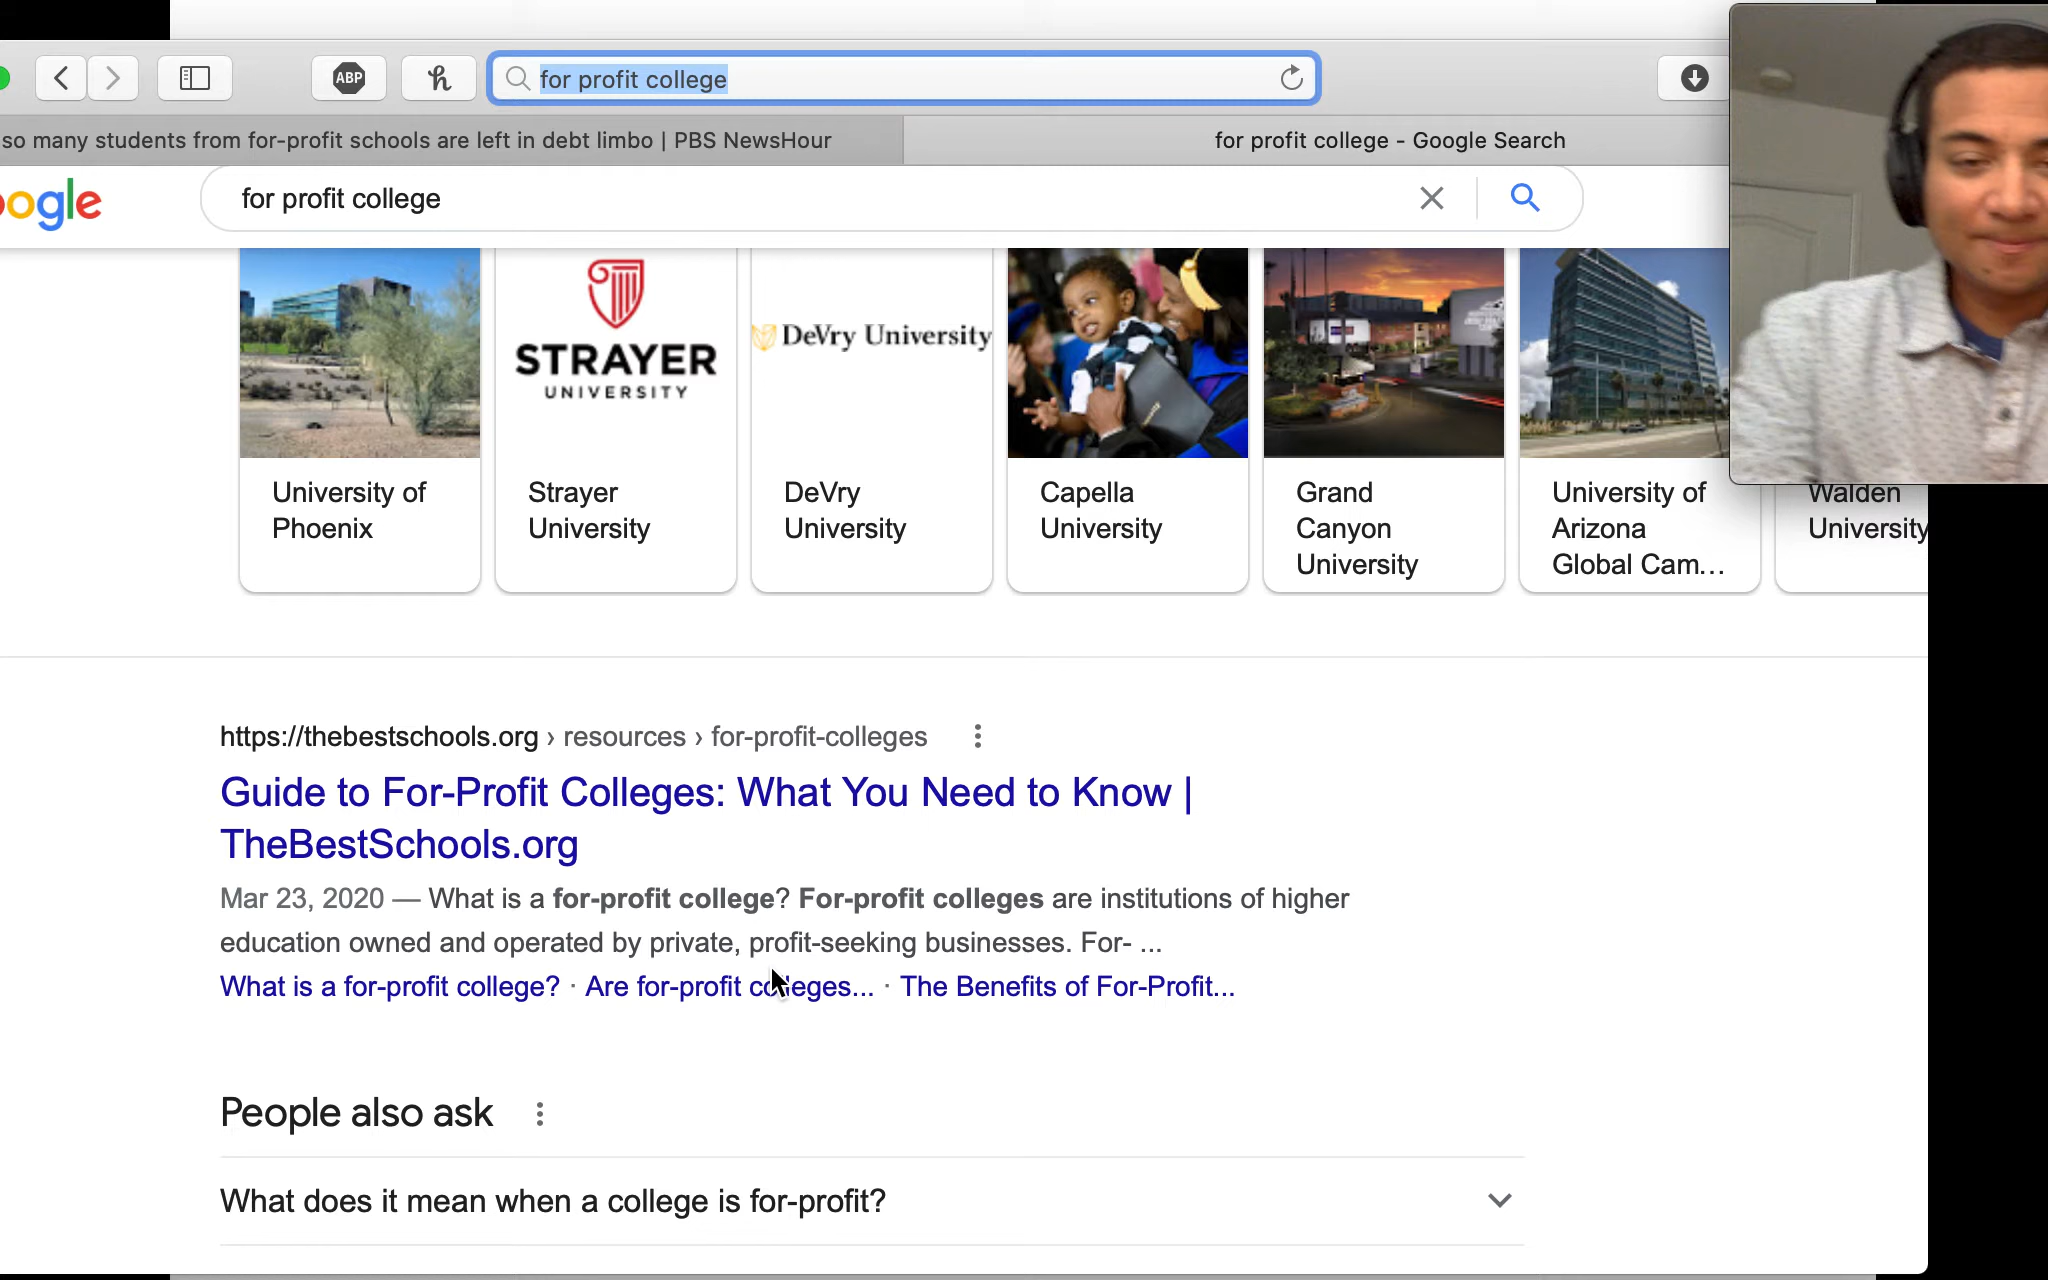 ABP
for profit college
so many students from for-profit schools are left in debt limbo | PBS NewsHour
for profit college - Google Search
ogle
for profit college
STRAYER
UNIVERSITY
DeVry University
University of
Phoenix
Strayer
University
DeVry
University
Capella
University
Grand
Canyon
University
University of
Arizona
Global Cam...
Walden
University
https://thebestschools.org › resources › for-profit-colleges
Guide to For-Profit Colleges: What You Need to Know |
TheBestSchools.org
Mar 23, 2020 — What is a for-profit college? For-profit colleges are institutions of higher
education owned and operated by private, profit-seeking businesses. For- ...
What is a for-profit college? · Are for-profit colleges... · The Benefits of For-Profit...
People also ask
What does it mean when a college is for-profit?